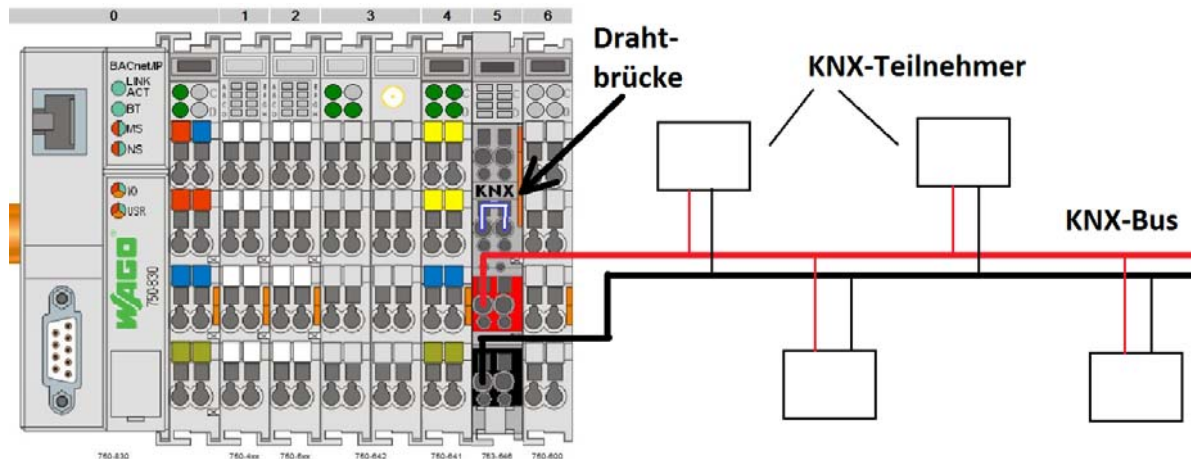 0 1 2 3 4 5 6
BACnet/IP
LINK
ACT
BT
MS
NS
IO
USR
WAGO
750-830
C
D
KNX
Draht-
brücke
KNX-Teilnehmer
KNX-Bus
750-830 750-4xx 750-5xx 750-642 750-641 753-646 750-600